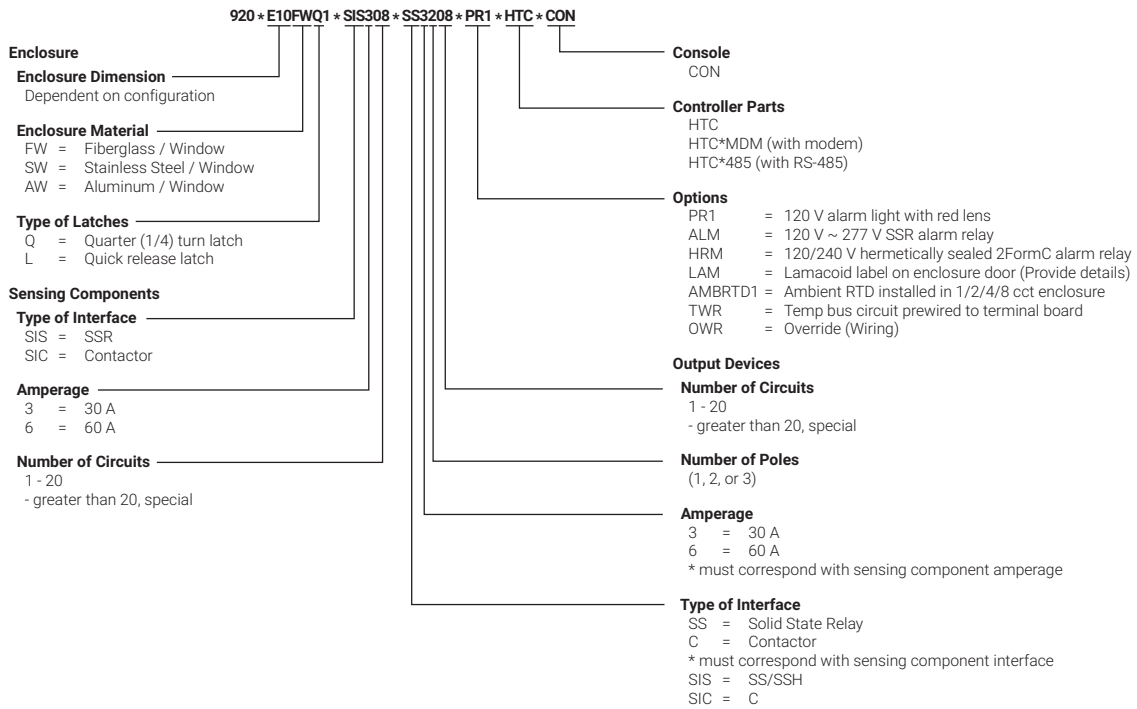 920 * E10FWQ1 * SIS308 * SS3208 * PR1 * HTC * CON
Enclosure
Enclosure Dimension
Dependent on configuration
Enclosure Material
FW = Fiberglass / Window
SW = Stainless Steel / Window
AW = Aluminum / Window
Type of Latches
Q = Quarter (1/4) turn latch
L = Quick release latch
Sensing Components
Type of Interface
SIS = SSR
SIC = Contactor
Amperage
3 = 30 A
6 = 60 A
Number of Circuits
1 - 20
- greater than 20, special
Console
CON
Controller Parts
HTC
HTC*MDM (with modem)
HTC*485 (with RS-485)
Options
PR1 = 120 V alarm light with red lens
ALM = 120 V ~ 277 V SSR alarm relay
HRM = 120/240 V hermetically sealed 2FormC alarm relay
LAM = Lamacoid label on enclosure door (Provide details)
AMBRTD1 = Ambient RTD installed in 1/2/4/8 cct enclosure
TWR = Temp bus circuit prewired to terminal board
OWR = Override (Wiring)
Output Devices
Number of Circuits
1 - 20
- greater than 20, special
Number of Poles
(1, 2, or 3)
Amperage
3 = 30 A
6 = 60 A
* must correspond with sensing component amperage
Type of Interface
SS = Solid State Relay
C = Contactor
* must correspond with sensing component interface
SIS = SS/SSH
SIC = C